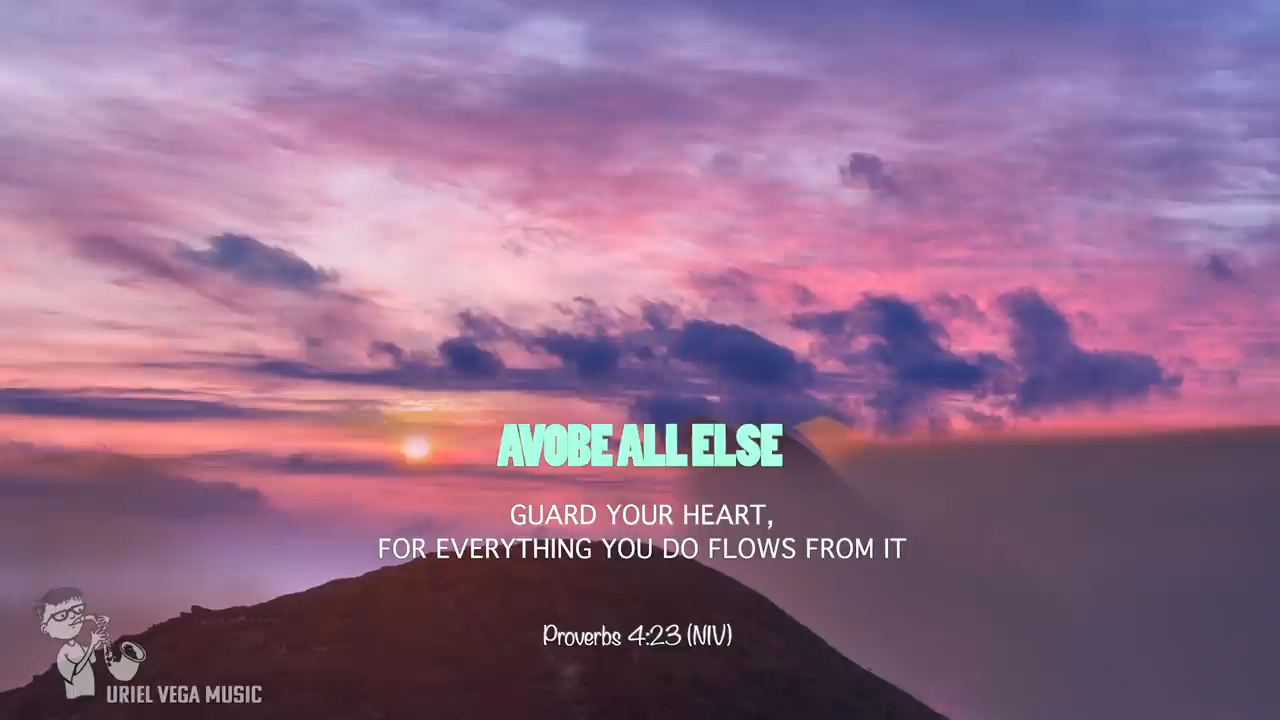 AVOBE ALL ELSE
GUARD YOUR HEART,
FOR EVERYTHING YOU DO FLOWS FROM IT
Proverbs 4:23 (NIV)
URIEL VEGA MUSIC